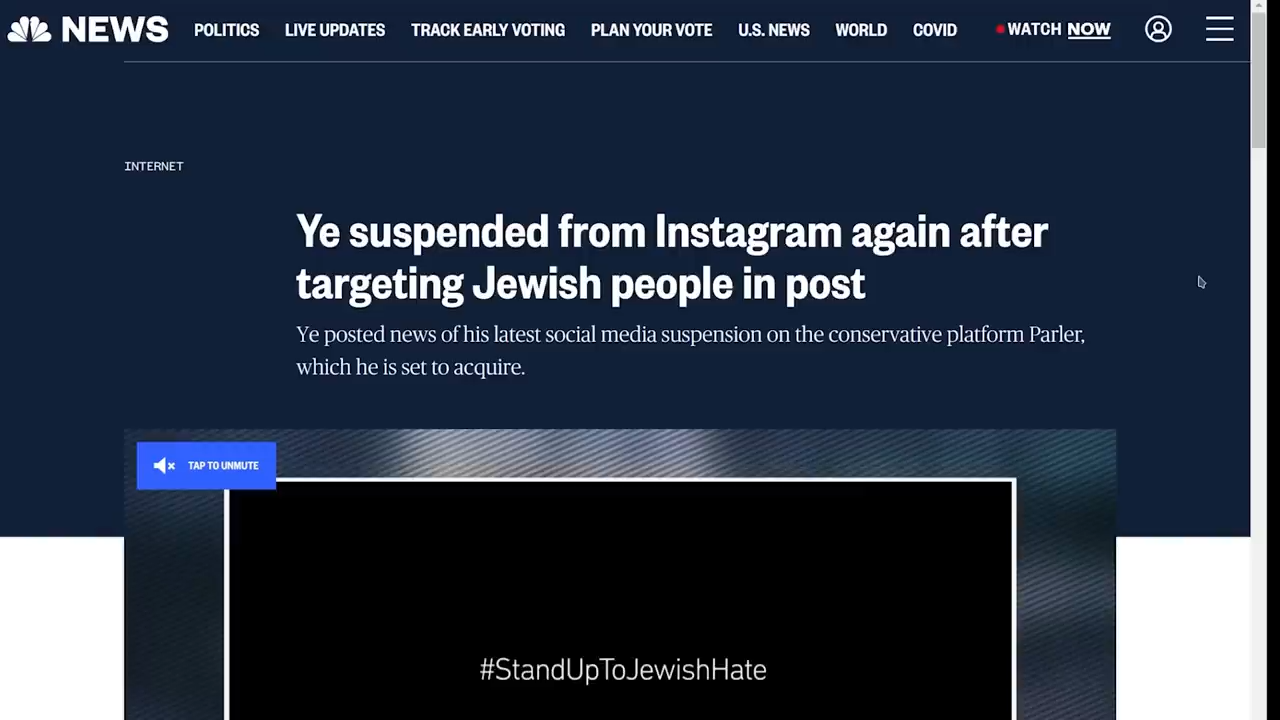 NEWS POLITICS LIVE UPDATES TRACK EARLY VOTING PLAN YOUR VOTE U.S. NEWS WORLD COVID WATCH NOW
INTERNET
Ye suspended from Instagram again after
targeting Jewish people in post
Ye posted news of his latest social media suspension on the conservative platform Parler,
which he is set to acquire.
TAP TO UNMUTE
#StandUpToJewishHate